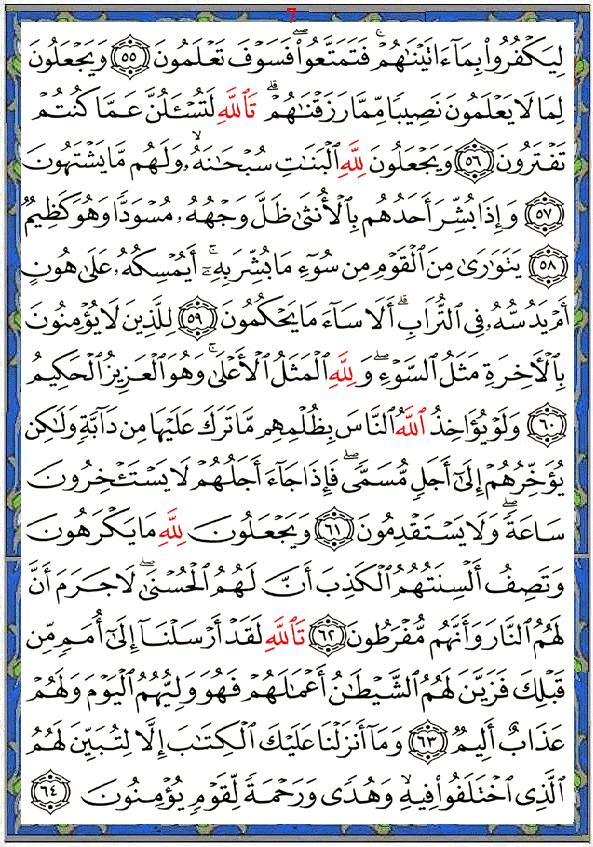 7
لِيَكْفُرُوا۟ بِمَآ ءَاتَيْنَٰهُمْ ۚ فَتَمَتَّعُوا۟ ۖ فَسَوْفَ تَعْلَمُونَ ٥٥ وَيَجْعَلُونَ
لِمَا لَا يَعْلَمُونَ نَصِيبًا مِّمَّا رَزَقْنَٰهُمْ ۗ تَٱللَّهِ لَتُسْـَٔلُنَّ عَمَّا كُنتُمْ
تَفْتَرُونَ ٥٦ وَيَجْعَلُونَ لِلَّهِ ٱلْبَنَٰتِ سُبْحَٰنَهُۥ ۙ وَلَهُم مَّا يَشْتَهُونَ
٥٧ وَإِذَا بُشِّرَ أَحَدُهُم بِٱلْأُنثَىٰ ظَلَّ وَجْهُهُۥ مُسْوَدًّا وَهُوَ كَظِيمٌ
٥٨ يَتَوَٰرَىٰ مِنَ ٱلْقَوْمِ مِن سُوٓءِ مَا بُشِّرَ بِهِۦٓ ۚ أَيُمْسِكُهُۥ عَلَىٰ هُونٍ
أَمْ يَدُسُّهُۥ فِى ٱلتُّرَابِ ۗ أَلَا سَآءَ مَا يَحْكُمُونَ ٥٩ لِلَّذِينَ لَا يُؤْمِنُونَ
بِٱلْءَاخِرَةِ مَثَلُ ٱلسَّوْءِ ۖ وَلِلَّهِ ٱلْمَثَلُ ٱلْأَعْلَىٰ ۚ وَهُوَ ٱلْعَزِيزُ ٱلْحَكِيمُ
٦٠ وَلَوْ يُؤَاخِذُ ٱللَّهُ ٱلنَّاسَ بِظُلْمِهِم مَّا تَرَكَ عَلَيْهَا مِن دَآبَّةٍ وَلَٰكِن
يُؤَخِّرُهُمْ إِلَىٰٓ أَجَلٍ مُّسَمًّى ۖ فَإِذَا جَآءَ أَجَلُهُمْ لَا يَسْتَـْٔخِرُونَ
سَاعَةً ۖ وَلَا يَسْتَقْدِمُونَ ٦١ وَيَجْعَلُونَ لِلَّهِ مَا يَكْرَهُونَ
وَتَصِفُ أَلْسِنَتُهُمُ ٱلْكَذِبَ أَنَّ لَهُمُ ٱلْحُسْنَىٰ ۖ لَا جَرَمَ أَنَّ
لَهُمُ ٱلنَّارَ وَأَنَّهُم مُّفْرَطُونَ ٦٢ تَٱللَّهِ لَقَدْ أَرْسَلْنَآ إِلَىٰٓ أُمَمٍ مِّن
قَبْلِكَ فَزَيَّنَ لَهُمُ ٱلشَّيْطَٰنُ أَعْمَٰلَهُمْ فَهُوَ وَلِيُّهُمُ ٱلْيَوْمَ وَلَهُمْ
عَذَابٌ أَلِيمٌ ٦٣ وَمَآ أَنزَلْنَا عَلَيْكَ ٱلْكِتَٰبَ إِلَّا لِتُبَيِّنَ لَهُمُ
ٱلَّذِى ٱخْتَلَفُوا۟ فِيهِ ۙ وَهُدًى وَرَحْمَةً لِّقَوْمٍ يُؤْمِنُونَ ٦٤